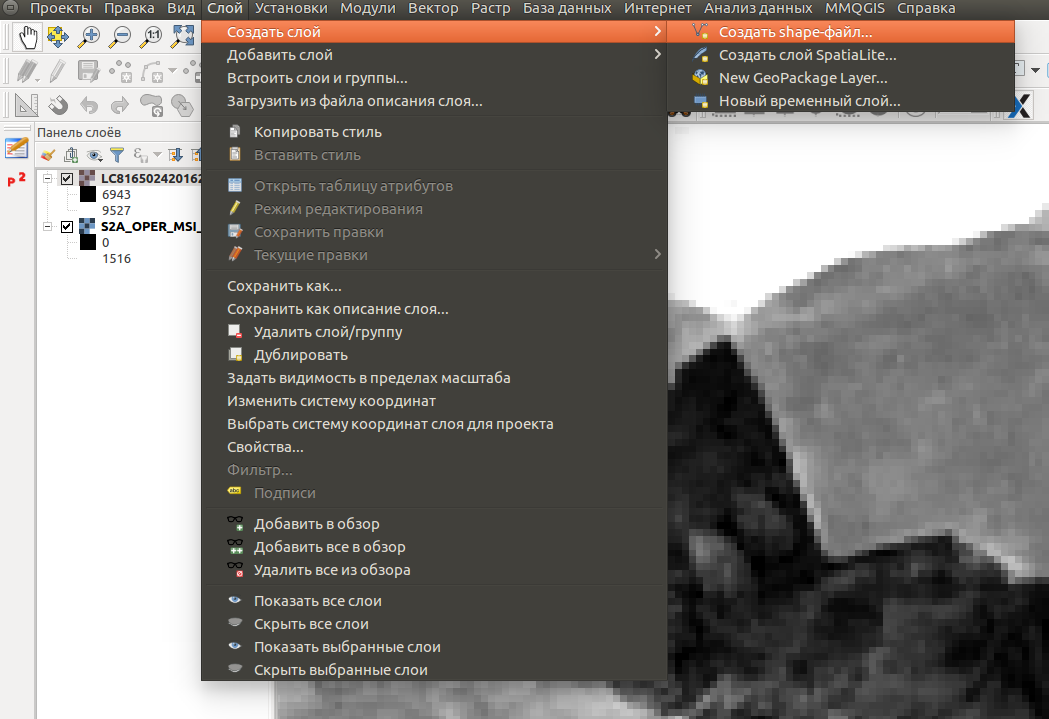 Проекты Правка Вид Слой Установки Модули Вектор Растр База данных Интернет Анализ данных MMQGIS Справка
1:1
Создать слой
Добавить слой
Встроить слои и группы...
Загрузить из файла описания слоя...
Копировать стиль
Вставить стиль
Открыть таблицу атрибутов
Режим редактирования
Сохранить правки
Текущие правки
Сохранить как...
Сохранить как описание слоя...
Удалить слой/группу
Дублировать
Задать видимость в пределах масштаба
Изменить систему координат
Выбрать систему координат слоя для проекта
Свойства...
Фильтр...
abc Подписи
Добавить в обзор
Добавить все в обзор
Удалить все из обзора
Показать все слои
Скрыть все слои
Показать выбранные слои
Скрыть выбранные слои
Создать shape-файл...
Создать слой SpatiaLite...
New GeoPackage Layer...
Новый временный слой...
Панель слоёв
P2
LC816502420162
6943
9527
S2A_OPER_MSI_
0
1516